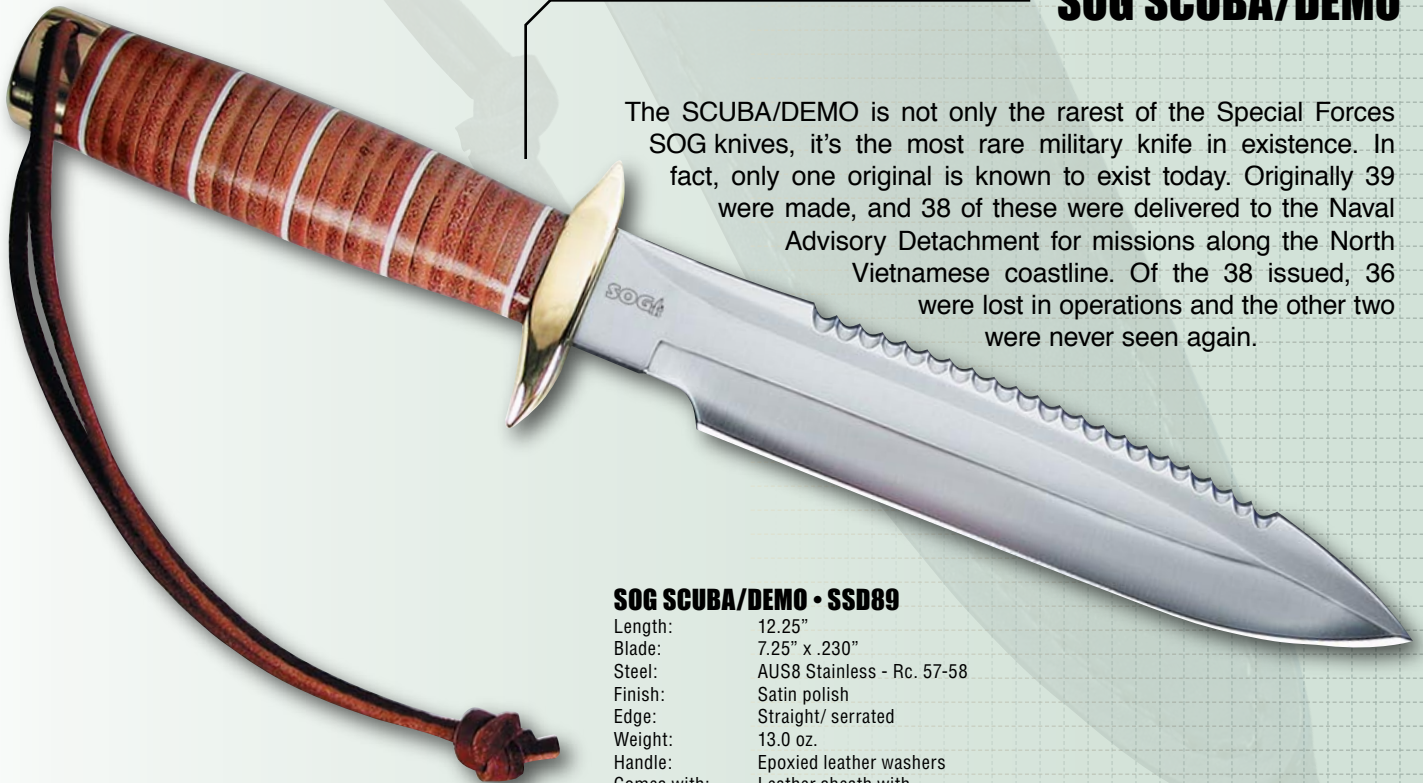 SOG SCUBA/DEMO
The SCUBA/DEMO is not only the rarest of the Special Forces
SOG knives, it's the most rare military knife in existence. In
fact, only one original is known to exist today. Originally 39
were made, and 38 of these were delivered to the Naval
Advisory Detachment for missions along the North
Vietnamese coastline. Of the 38 issued, 36
were lost in operations and the other two
were never seen again.
SOG
SOG SCUBA/DEMO • SSD89
Length: 12.25”
Blade: 7.25” x .230”
Steel: AUS8 Stainless - Rc. 57-58
Finish: Satin polish
Edge: Straight/ serrated
Weight: 13.0 oz.
Handle: Epoxied leather washers
Comes with: Leather sheath with